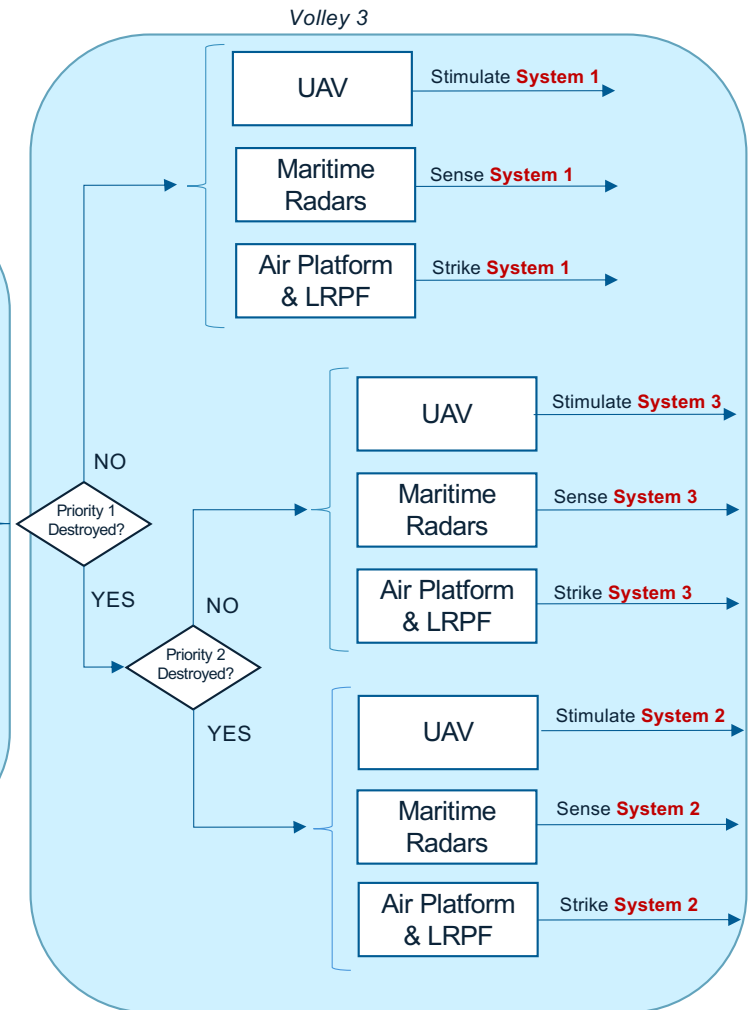 Volley 3
UAV
Stimulate System 1
Maritime
Radars
Sense System 1
Air Platform
& LRPF
Strike System 1
NO
Priority 1
Destroyed?
YES
UAV
Stimulate System 3
Maritime
Radars
Sense System 3
Air Platform
& LRPF
Strike System 3
NO
Priority 2
Destroyed?
YES
UAV
Stimulate System 2
Maritime
Radars
Sense System 2
Air Platform
& LRPF
Strike System 2